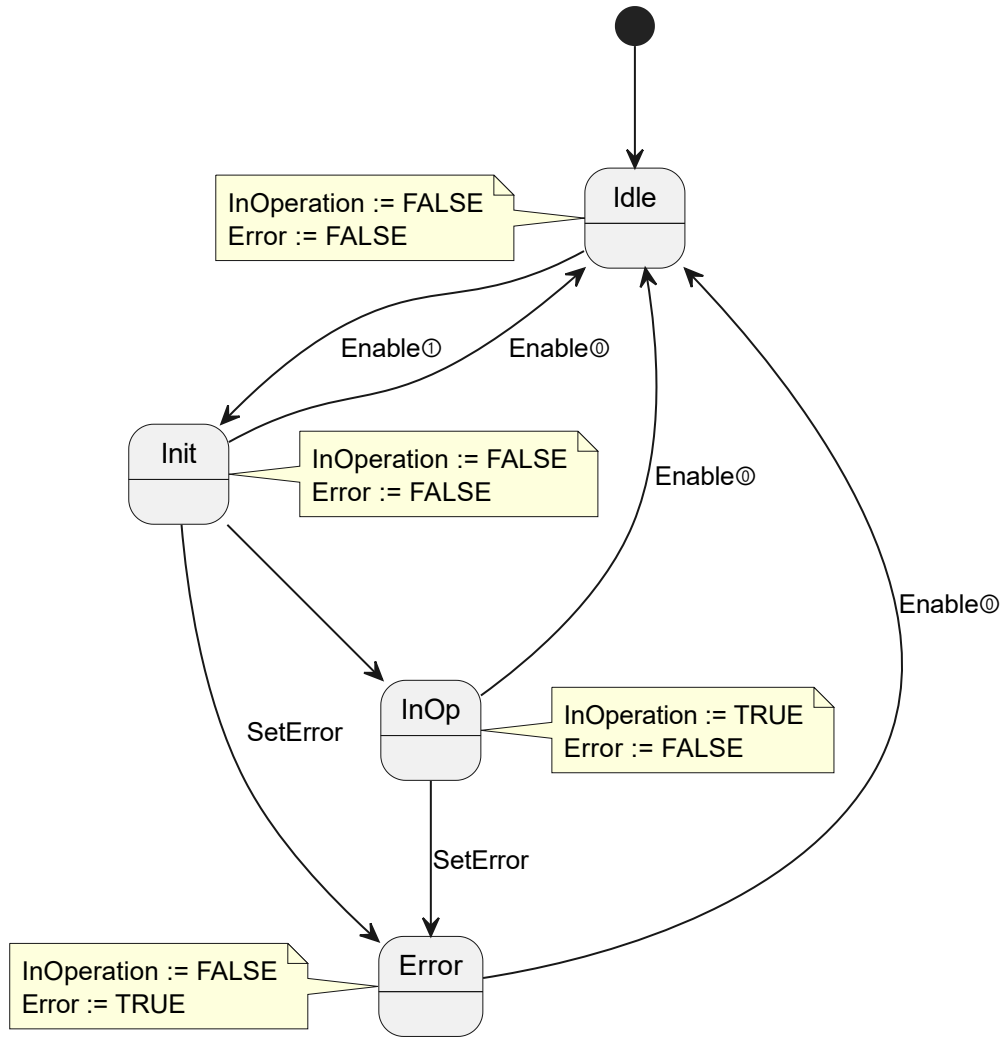 Idle
InOperation := FALSE
Error := FALSE
Enable⓵
Enable⓪
Init
InOperation := FALSE
Error := FALSE
Enable⓪
Enable⓪
InOp
InOperation := TRUE
Error := FALSE
SetError
SetError
Error
InOperation := FALSE
Error := TRUE